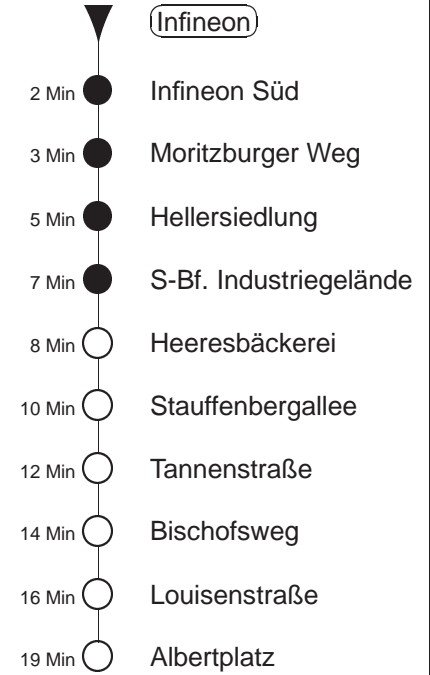 Infineon
2 Min Infineon Süd
3 Min Moritzburger Weg
5 Min Hellersiedlung
7 Min S-Bf. Industriegelände
8 Min Heeresbäckerei
10 Min Stauffenbergallee
12 Min Tannenstraße
14 Min Bischofsweg
16 Min Louisenstraße
19 Min Albertplatz